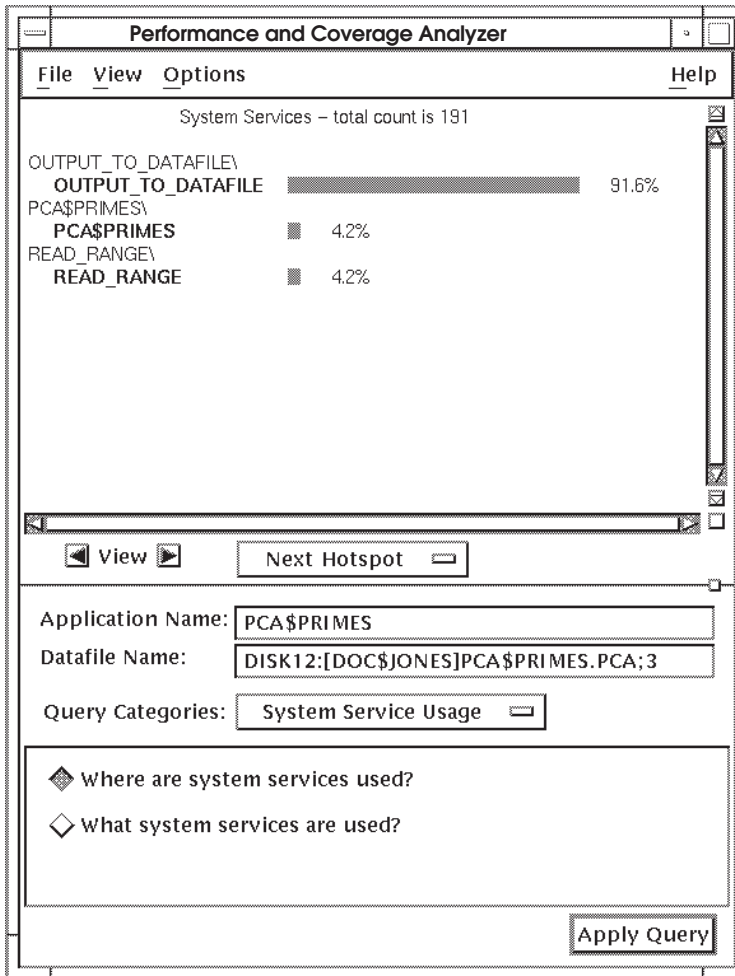 Performance and Coverage Analyzer
File View Options Help
System Services – total count is 191
OUTPUT_TO_DATAFILE\
OUTPUT_TO_DATAFILE 91.6%
PCA$PRIMES\
PCA$PRIMES 4.2%
READ_RANGE\
READ_RANGE 4.2%
View Next Hotspot
Application Name: PCA$PRIMES
Datafile Name: DISK12:[DOC$JONES]PCA$PRIMES.PCA;3
Query Categories: System Service Usage
Where are system services used?
What system services are used?
Apply Query